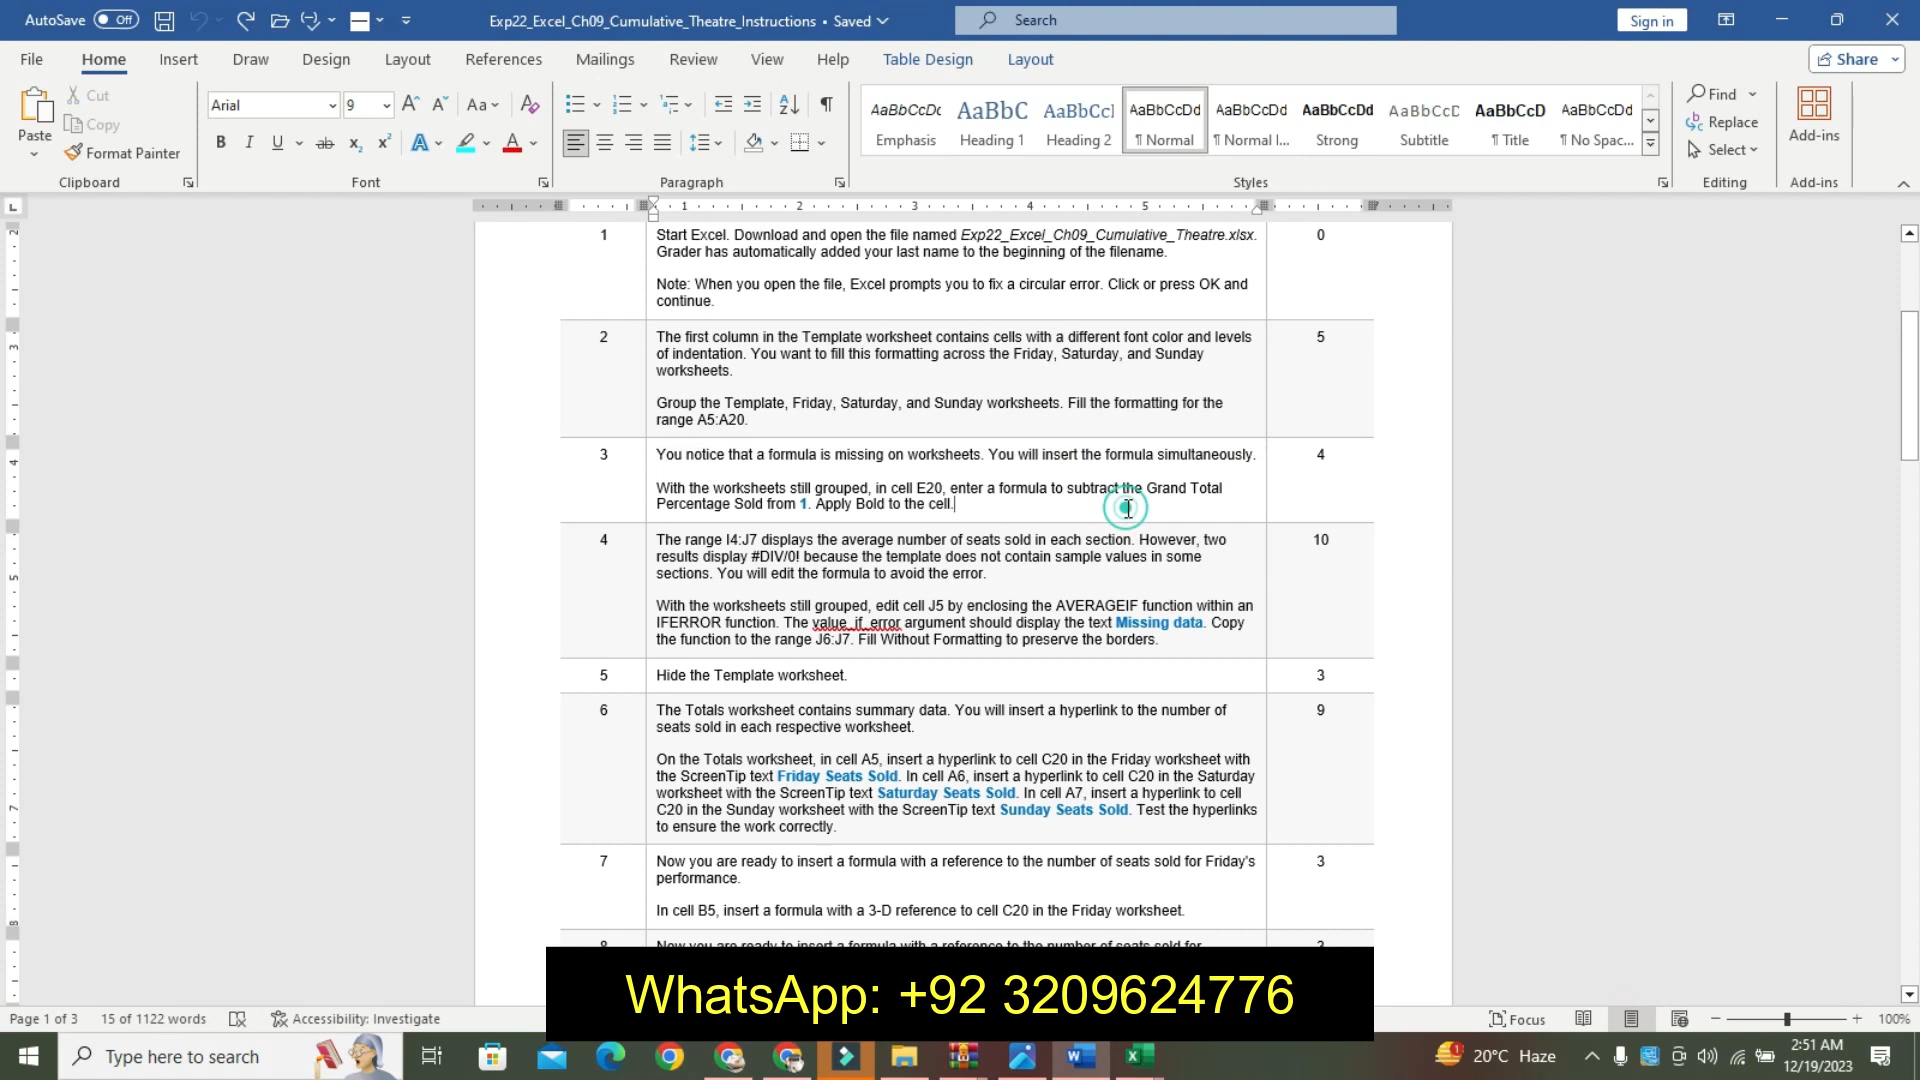 AutoSave Off Exp22_Excel_Ch09_Cumulative_Theatre_Instructions • Saved Search Sign in
File Home Insert Draw Design Layout References Mailings Review View Help Table Design Layout Share
Paste Cut Copy Format Painter Clipboard
Arial 9 Font
Paragraph
AaBbCcDc Emphasis
AaBbC Heading 1
AaBbCcI Heading 2
AaBbCcDd ¶ Normal
AaBbCcDd ¶ Normal I...
AaBbCcDd Strong
AaBbCcD Subtitle
AaBbCcD ¶ Title
AaBbCcDd ¶ No Spac...
Styles
Find Replace Select Editing
Add-ins Add-ins
1 Start Excel. Download and open the file named Exp22_Excel_Ch09_Cumulative_Theatre.xlsx. 0
Grader has automatically added your last name to the beginning of the filename.
Note: When you open the file, Excel prompts you to fix a circular error. Click or press OK and
continue.
2 The first column in the Template worksheet contains cells with a different font color and levels 5
of indentation. You want to fill this formatting across the Friday, Saturday, and Sunday
worksheets.
Group the Template, Friday, Saturday, and Sunday worksheets. Fill the formatting for the
range A5:A20.
3 You notice that a formula is missing on worksheets. You will insert the formula simultaneously. 4
With the worksheets still grouped, in cell E20, enter a formula to subtract the Grand Total
Percentage Sold from 1. Apply Bold to the cell.
4 The range I4:J7 displays the average number of seats sold in each section. However, two 10
results display #DIV/0! because the template does not contain sample values in some
sections. You will edit the formula to avoid the error.
With the worksheets still grouped, edit cell J5 by enclosing the AVERAGEIF function within an
IFERROR function. The value_if_error argument should display the text Missing data. Copy
the function to the range J6:J7. Fill Without Formatting to preserve the borders.
5 Hide the Template worksheet. 3
6 The Totals worksheet contains summary data. You will insert a hyperlink to the number of 9
seats sold in each respective worksheet.
On the Totals worksheet, in cell A5, insert a hyperlink to cell C20 in the Friday worksheet with
the ScreenTip text Friday Seats Sold. In cell A6, insert a hyperlink to cell C20 in the Saturday
worksheet with the ScreenTip text Saturday Seats Sold. In cell A7, insert a hyperlink to cell
C20 in the Sunday worksheet with the ScreenTip text Sunday Seats Sold. Test the hyperlinks
to ensure the work correctly.
7 Now you are ready to insert a formula with a reference to the number of seats sold for Friday's 3
performance.
In cell B5, insert a formula with a 3-D reference to cell C20 in the Friday worksheet.
8 Now you are ready to insert a formula with a reference to the number of seats sold for 3
WhatsApp: +92 3209624776
Page 1 of 3 15 of 1122 words Accessibility: Investigate Focus 100%
Type here to search 20°C Haze 2:51 AM
12/19/2023